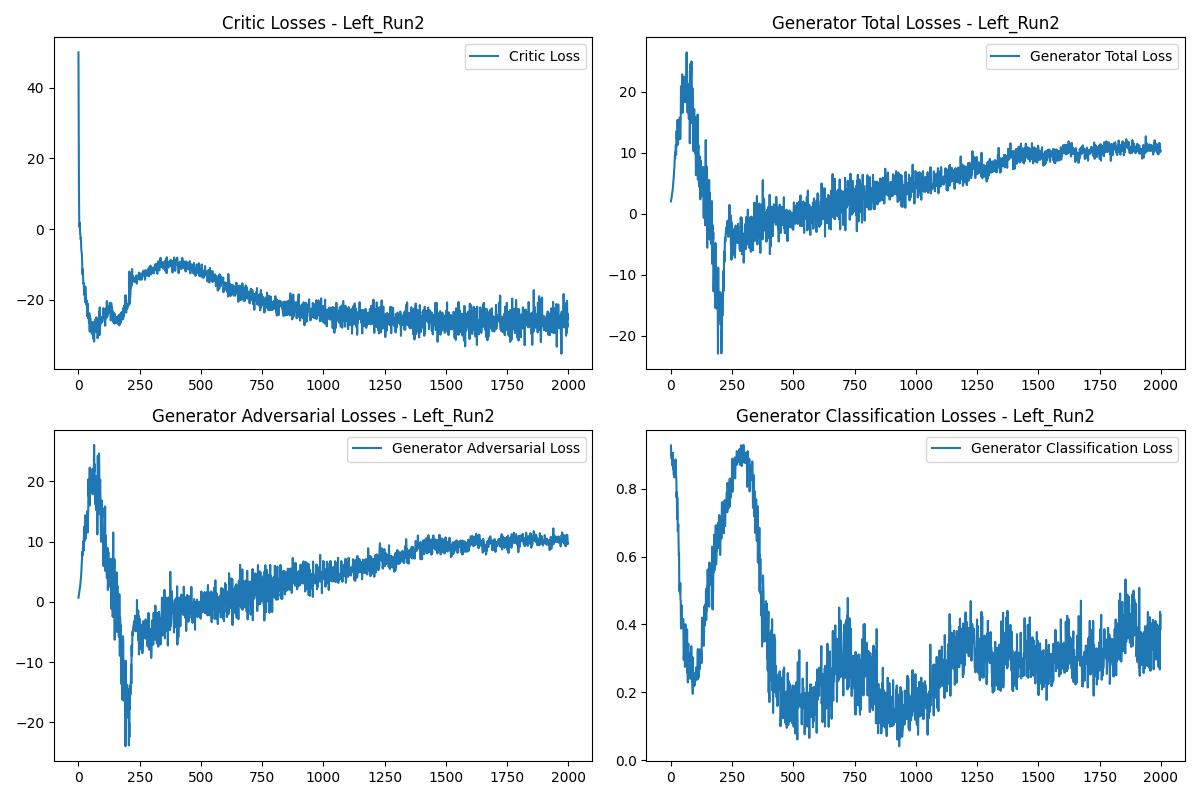 Critic Losses - Left_Run2
Critic Loss
40
20
0
−20
0 250 500 750 1000 1250 1500 1750 2000
Generator Total Losses - Left_Run2
Generator Total Loss
20
10
0
−10
−20
0 250 500 750 1000 1250 1500 1750 2000
Generator Adversarial Losses - Left_Run2
Generator Adversarial Loss
20
10
0
−10
−20
0 250 500 750 1000 1250 1500 1750 2000
Generator Classification Losses - Left_Run2
Generator Classification Loss
0.8
0.6
0.4
0.2
0.0
0 250 500 750 1000 1250 1500 1750 2000